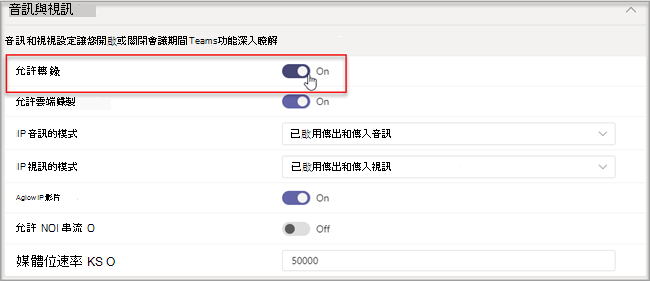 音訊與視訊
音訊和視視設定讓您開啟或關閉會議期間 Teams功能深入瞭解
允許轉 錄 On
允許雲端錄製 On
IP 音訊的模式 已啟用傳出和傳入音訊
IP 視訊的模式 已啟用傳出和傳入視訊
Aglow IP 影片 On
允許 NOI 串流 O Off
媒體位速率 KS O 50000